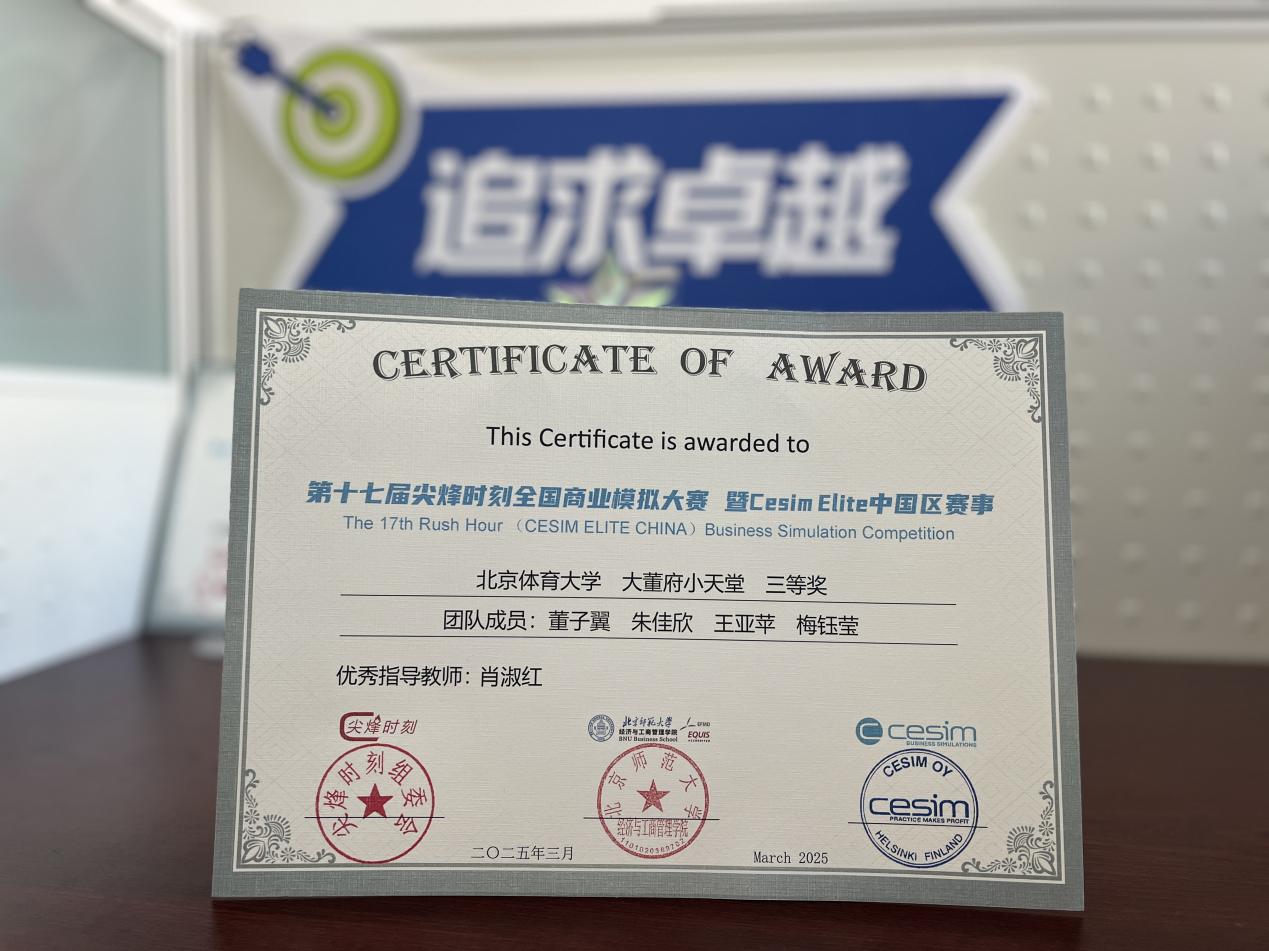 追求卓越
CERTIFICATE OF AWARD
This Certificate is awarded to
第十七届尖烽时刻全国商业模拟大赛 暨Cesim Elite中国区赛事
The 17th Rush Hour（CESIM ELITE CHINA）Business Simulation Competition
北京体育大学 大董府小天堂 三等奖
团队成员：董子翼 朱佳欣 王亚苹 梅钰莹
优秀指导教师：肖淑红
尖烽时刻
北京师范大学
经济与工商管理学院
BNU Business School
EFMD
EQUIS
ACCREDITED
cesim
BUSINESS SIMULATIONS
尖烽时刻组委会
北京师范大学
经济与工商管理学院
CESIM OY
cesim
PRACTICE MAKES PROFIT
HELSINKI FINLAND
二〇二五年三月
March 2025